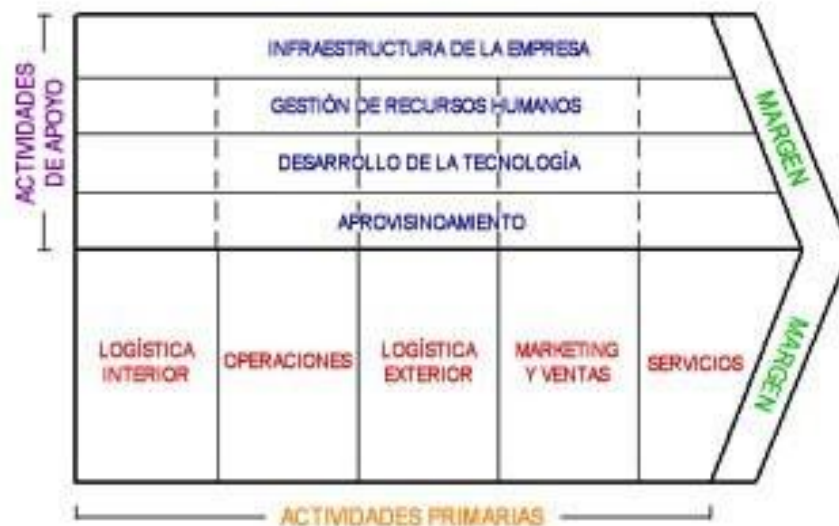 ACTIVIDADES
DE APOYO
INFRAESTRUCTURA DE LA EMPRESA
GESTIÓN DE RECURSOS HUMANOS
DESARROLLO DE LA TECNOLOGÍA
APROVISINOAMIENTO
MARGEN
LOGÍSTICA
INTERIOR
OPERACIONES
LOGÍSTICA
EXTERIOR
MARKETING
Y VENTAS
SERVICIOS
MARGEN
ACTIVIDADES PRIMARIAS